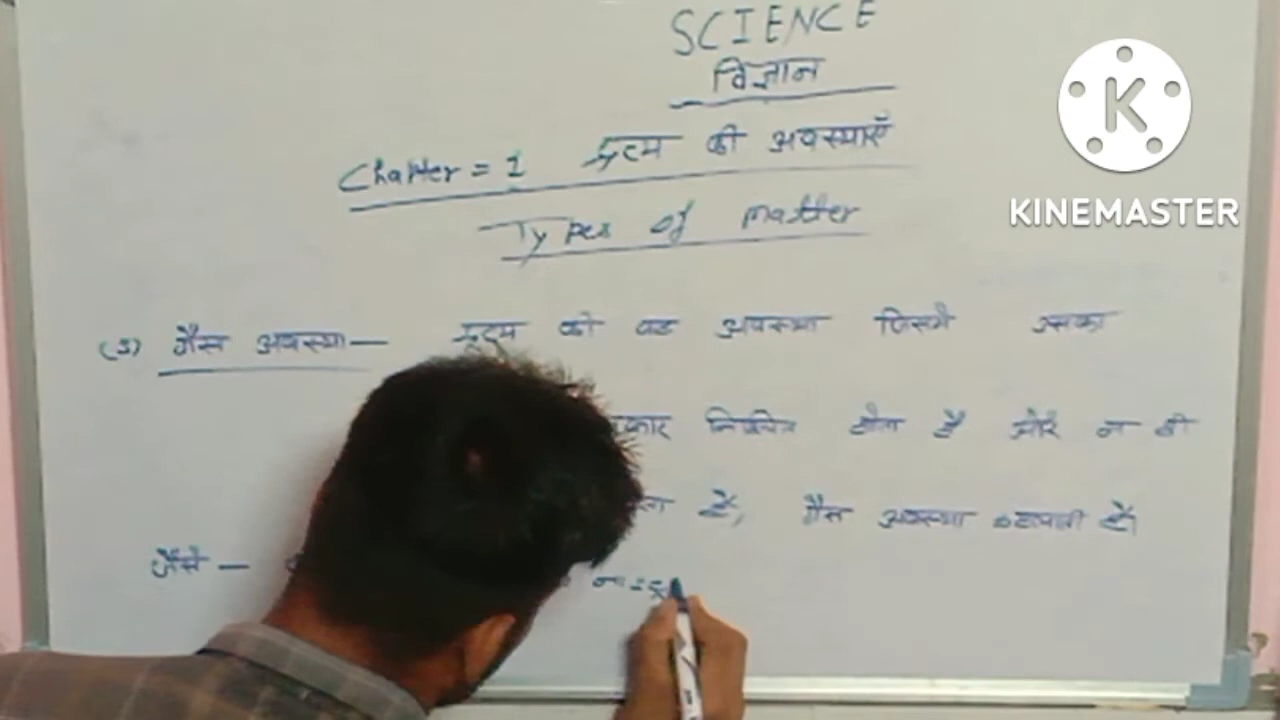 SCIENCE
विज्ञान
Chapter = 1 द्रव्य की अवस्थाएँ
Types of matter
(3) गैस अवस्था— द्रव्य की वह अवस्था जिसमें उसका
निश्चित होता है और न ही
है, गैस अवस्था कहलाती है।
जैसे —
KINEMASTER